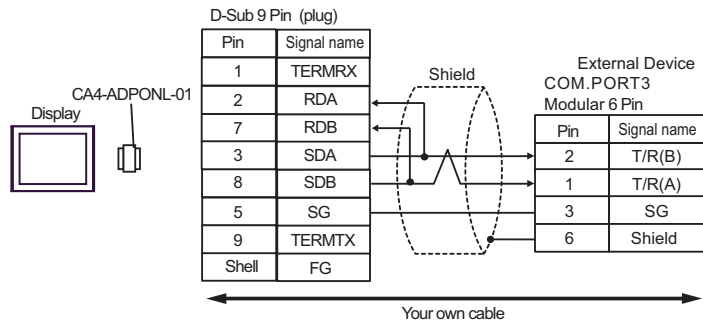 D-Sub 9 Pin (plug)
Pin Signal name
1 TERMRX
2 RDA
7 RDB
3 SDA
8 SDB
5 SG
9 TERMTX
Shell FG
CA4-ADPONL-01
Display
Shield
External Device
COM.PORT3
Modular 6 Pin
Pin Signal name
2 T/R(B)
1 T/R(A)
3 SG
6 Shield
Your own cable